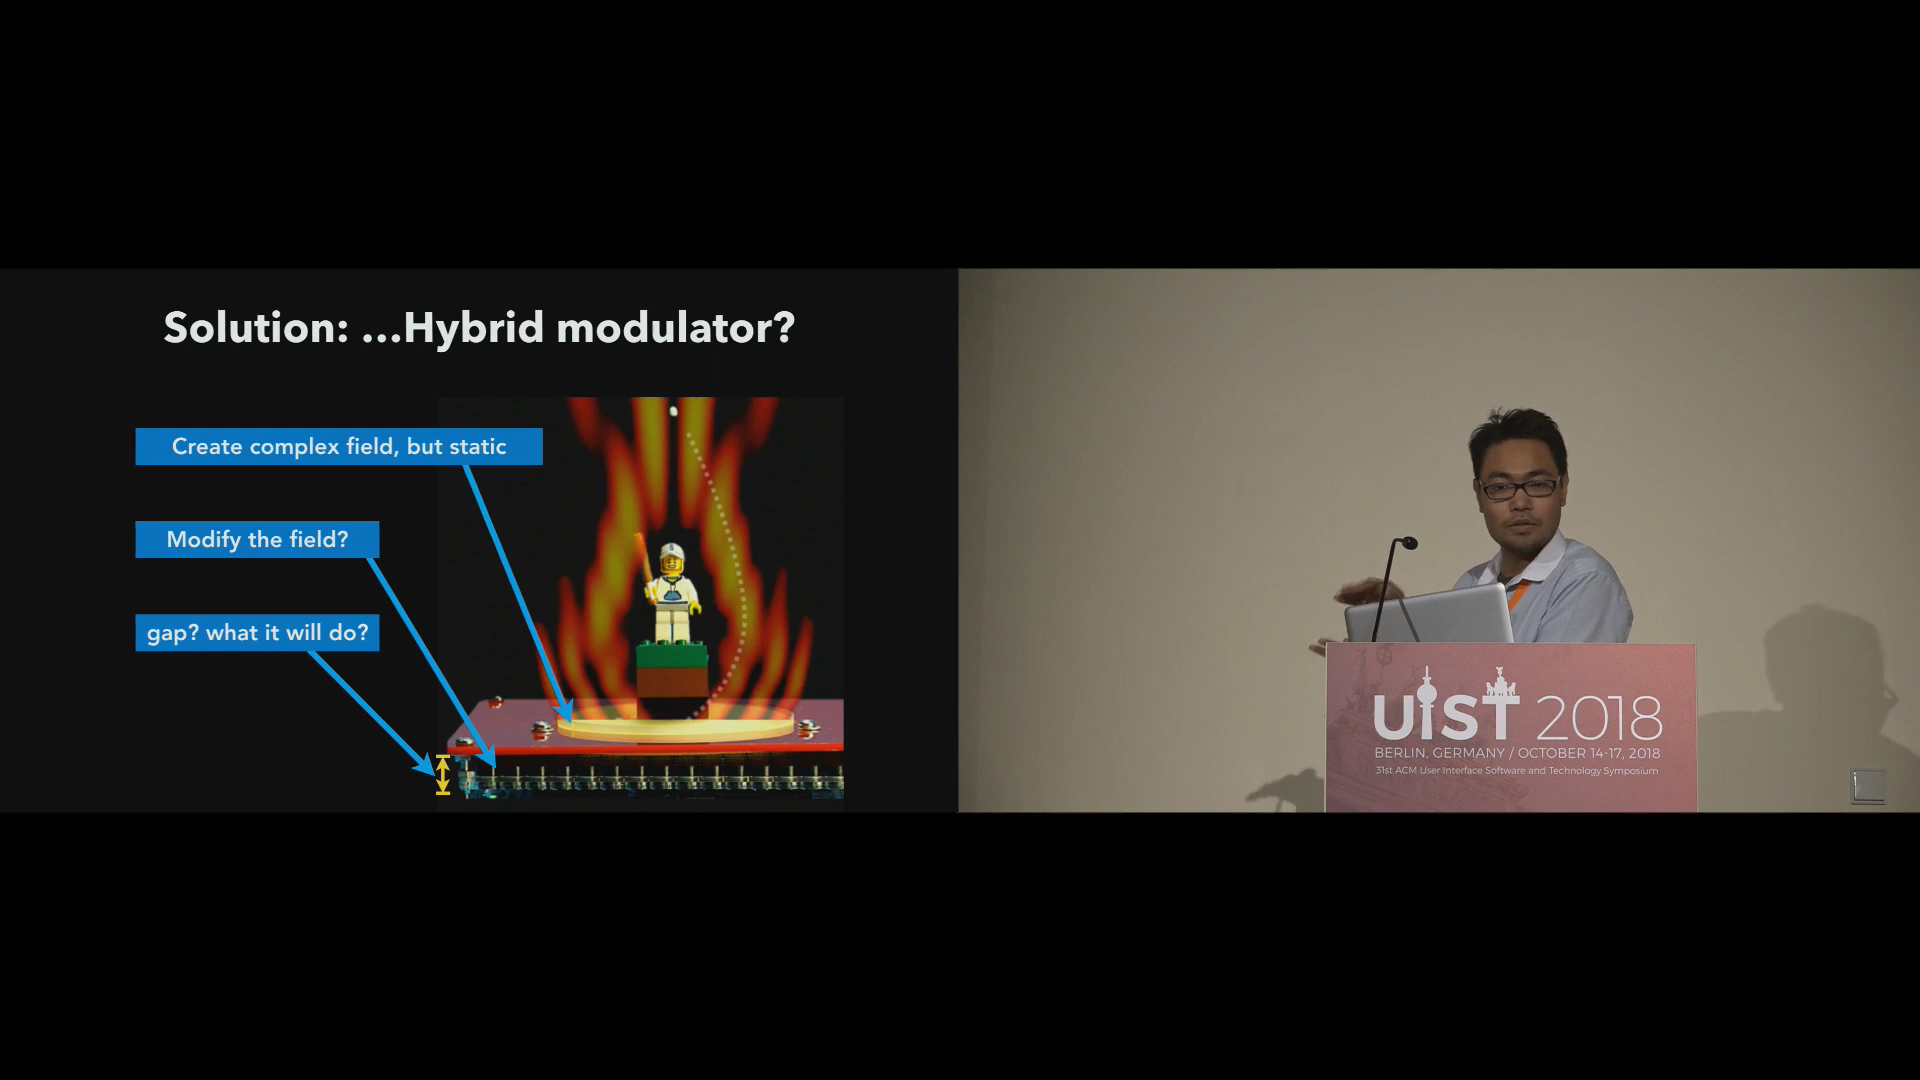 Solution: ...Hybrid modulator?
Create complex field, but static
Modify the field?
gap? what it will do?
UIST 2018
BERLIN, GERMANY / OCTOBER 14-17, 2018
31st ACM User Interface Software and Technology Symposium